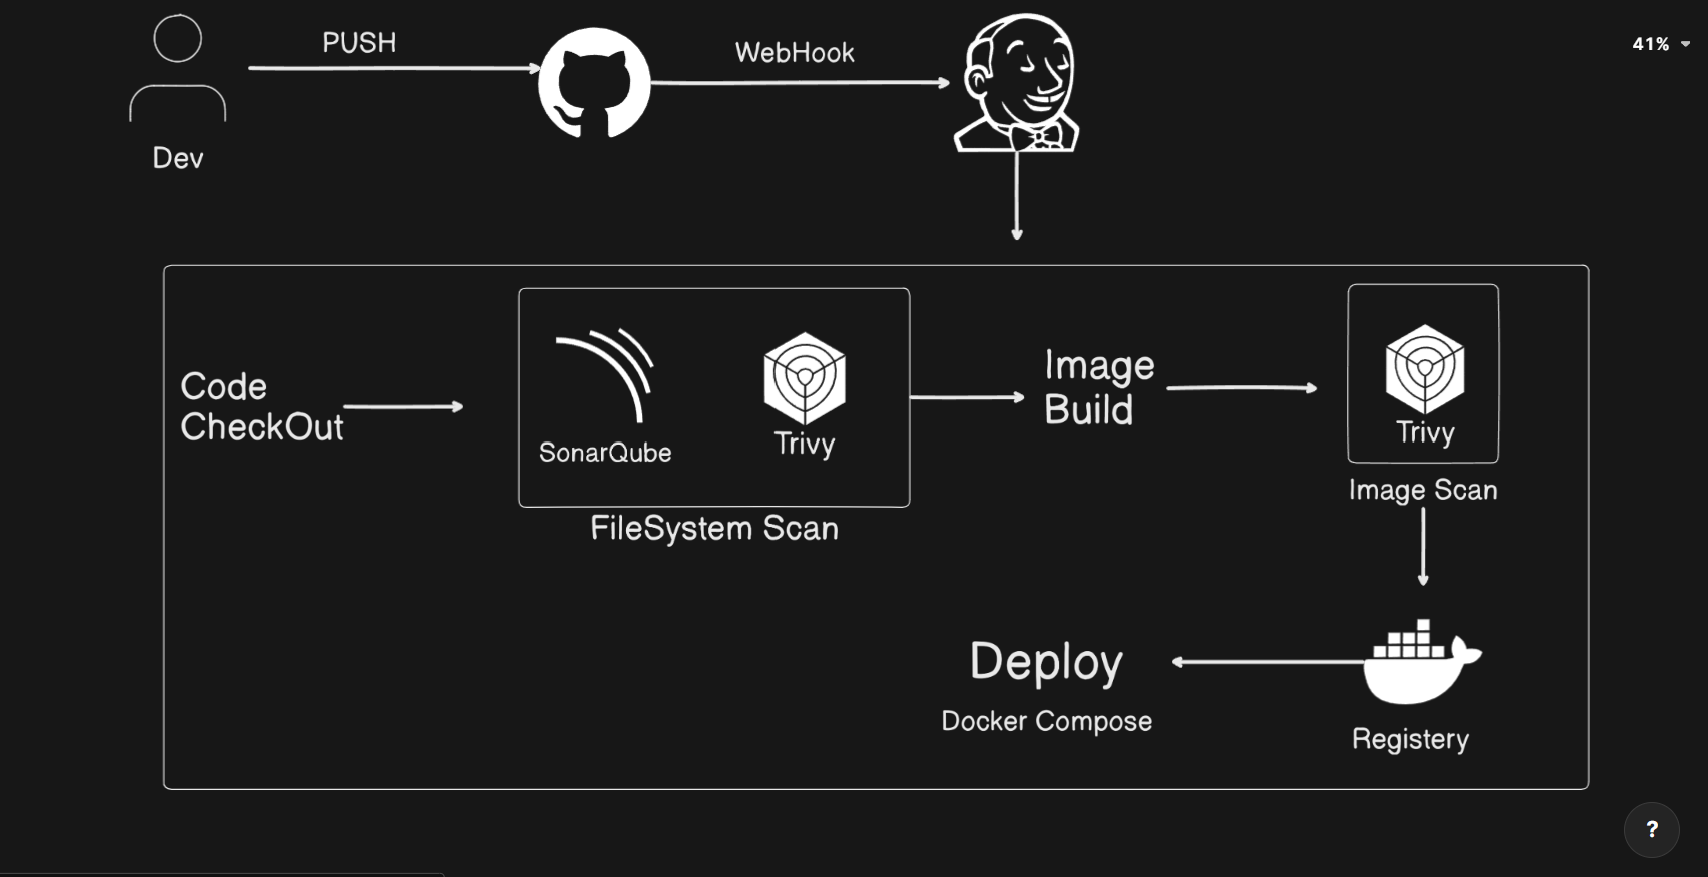 PUSH
WebHook
41%
Dev
Code
CheckOut
SonarQube
Trivy
FileSystem Scan
Image
Build
Trivy
Image Scan
Deploy
Docker Compose
Registery
?